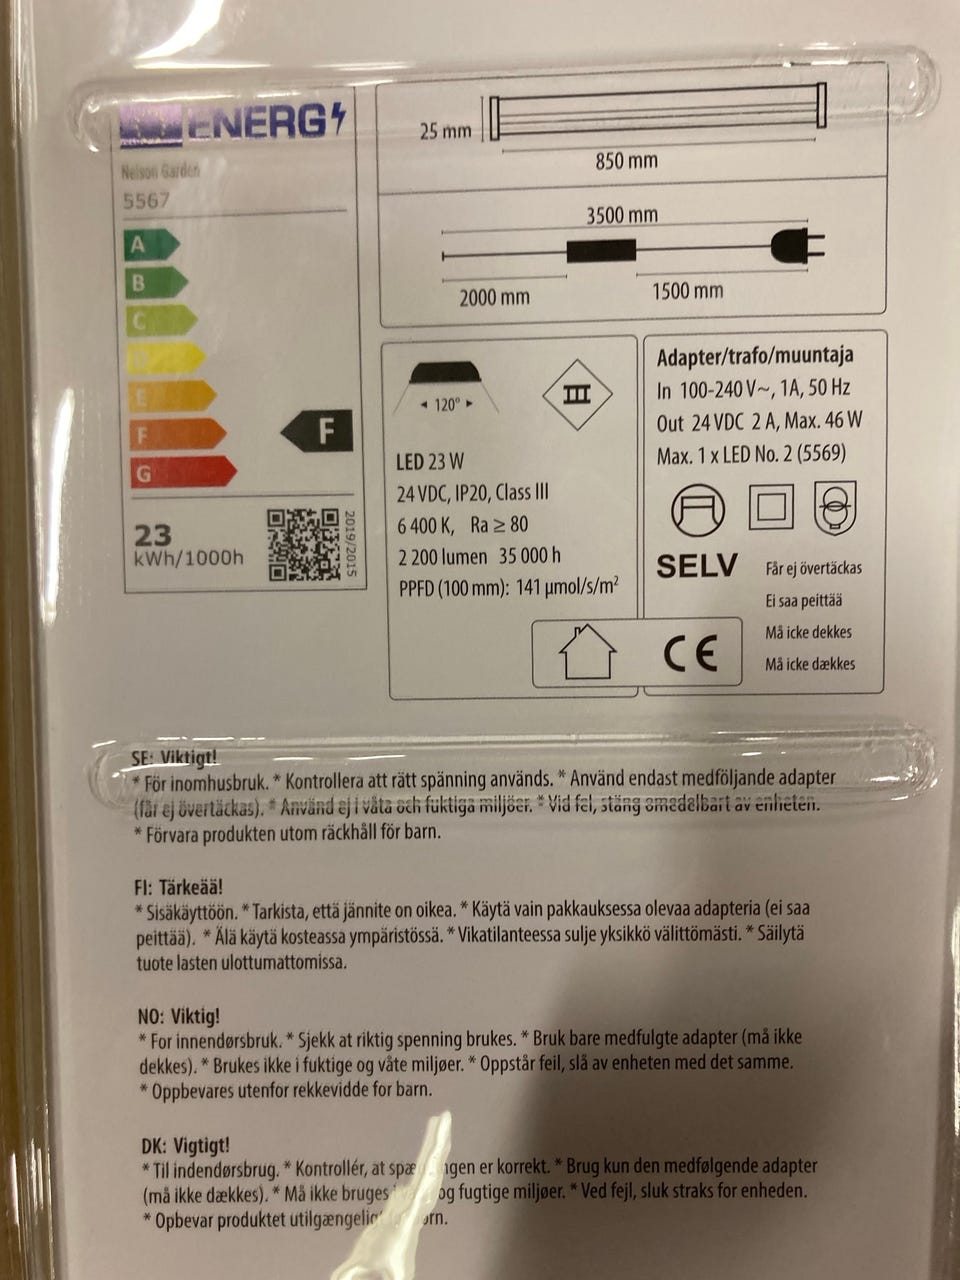 ENERG
Nelson Garden
5567
A
B
C
D
E
F
G
F
23
kWh/1000h
2019/2015
25 mm
850 mm
3500 mm
2000 mm
1500 mm
120°
III
LED 23 W
24 VDC, IP20, Class III
6 400 K, Ra ≥ 80
2 200 lumen 35 000 h
PPFD (100 mm): 141 µmol/s/m²
Adapter/trafo/muuntaja
In 100-240 V~, 1A, 50 Hz
Out 24 VDC 2 A, Max. 46 W
Max. 1 x LED No. 2 (5569)
SELV
Får ej övertäckas
Ei saa peittää
Må icke dekkes
Må icke dækkes
CE
SE: Viktigt!
* För inomhusbruk. * Kontrollera att rätt spänning används. * Använd endast medföljande adapter
(får ej övertäckas). * Använd ej i våta och fuktiga miljöer. * Vid fel, stäng omedelbart av enheten.
* Förvara produkten utom räckhåll för barn.
FI: Tärkeää!
* Sisäkäyttöön. * Tarkista, että jännite on oikea. * Käytä vain pakkauksessa olevaa adapteria (ei saa
peittää). * Älä käytä kosteassa ympäristössä. * Vikatilanteessa sulje yksikkö välittömästi. * Säilytä
tuote lasten ulottumattomissa.
NO: Viktig!
* For innendørsbruk. * Sjekk at riktig spenning brukes. * Bruk bare medfulgte adapter (må ikke
dekkes). * Brukes ikke i fuktige og våte miljøer. * Oppstår feil, slå av enheten med det samme.
* Oppbevares utenfor rekkevidde for barn.
DK: Vigtigt!
* Til indendørsbrug. * Kontrollér, at er korrekt. * Brug kun den medfølgende adapter
(må ikke dækkes). * Må ikke bruges og fugtige miljøer. * Ved fejl, sluk straks for enheden.
* Opbevar produktet